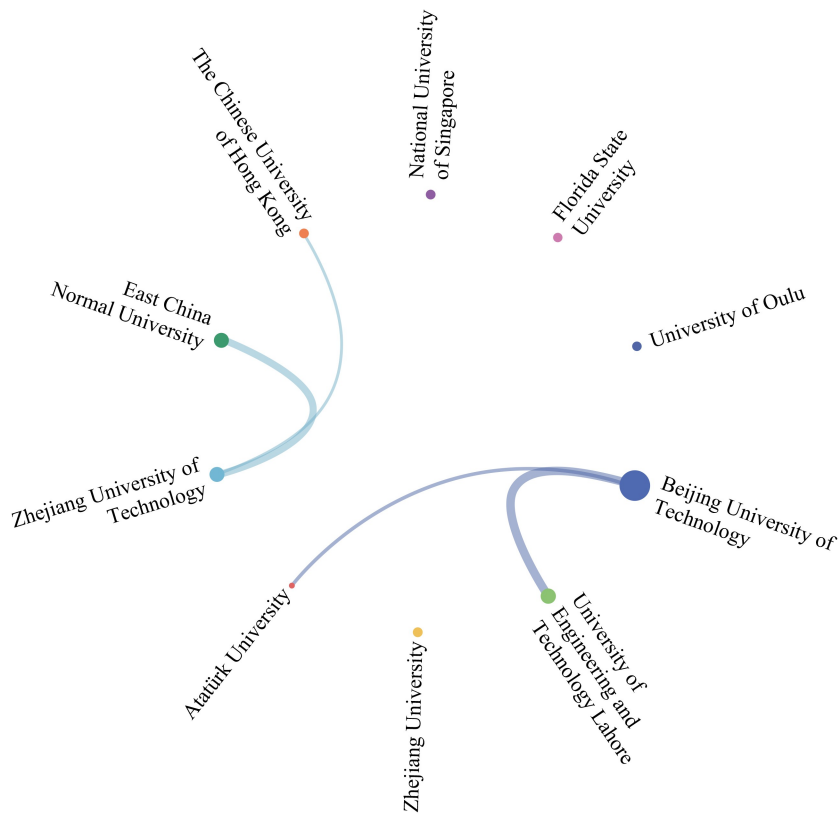 National University
of Singapore
Florida State
University
University of Oulu
Beijing University of
Technology
University of
Engineering and
Technology Lahore
Zhejiang University
Atatürk University
Zhejiang University of
Technology
East China
Normal University
The Chinese University
of Hong Kong